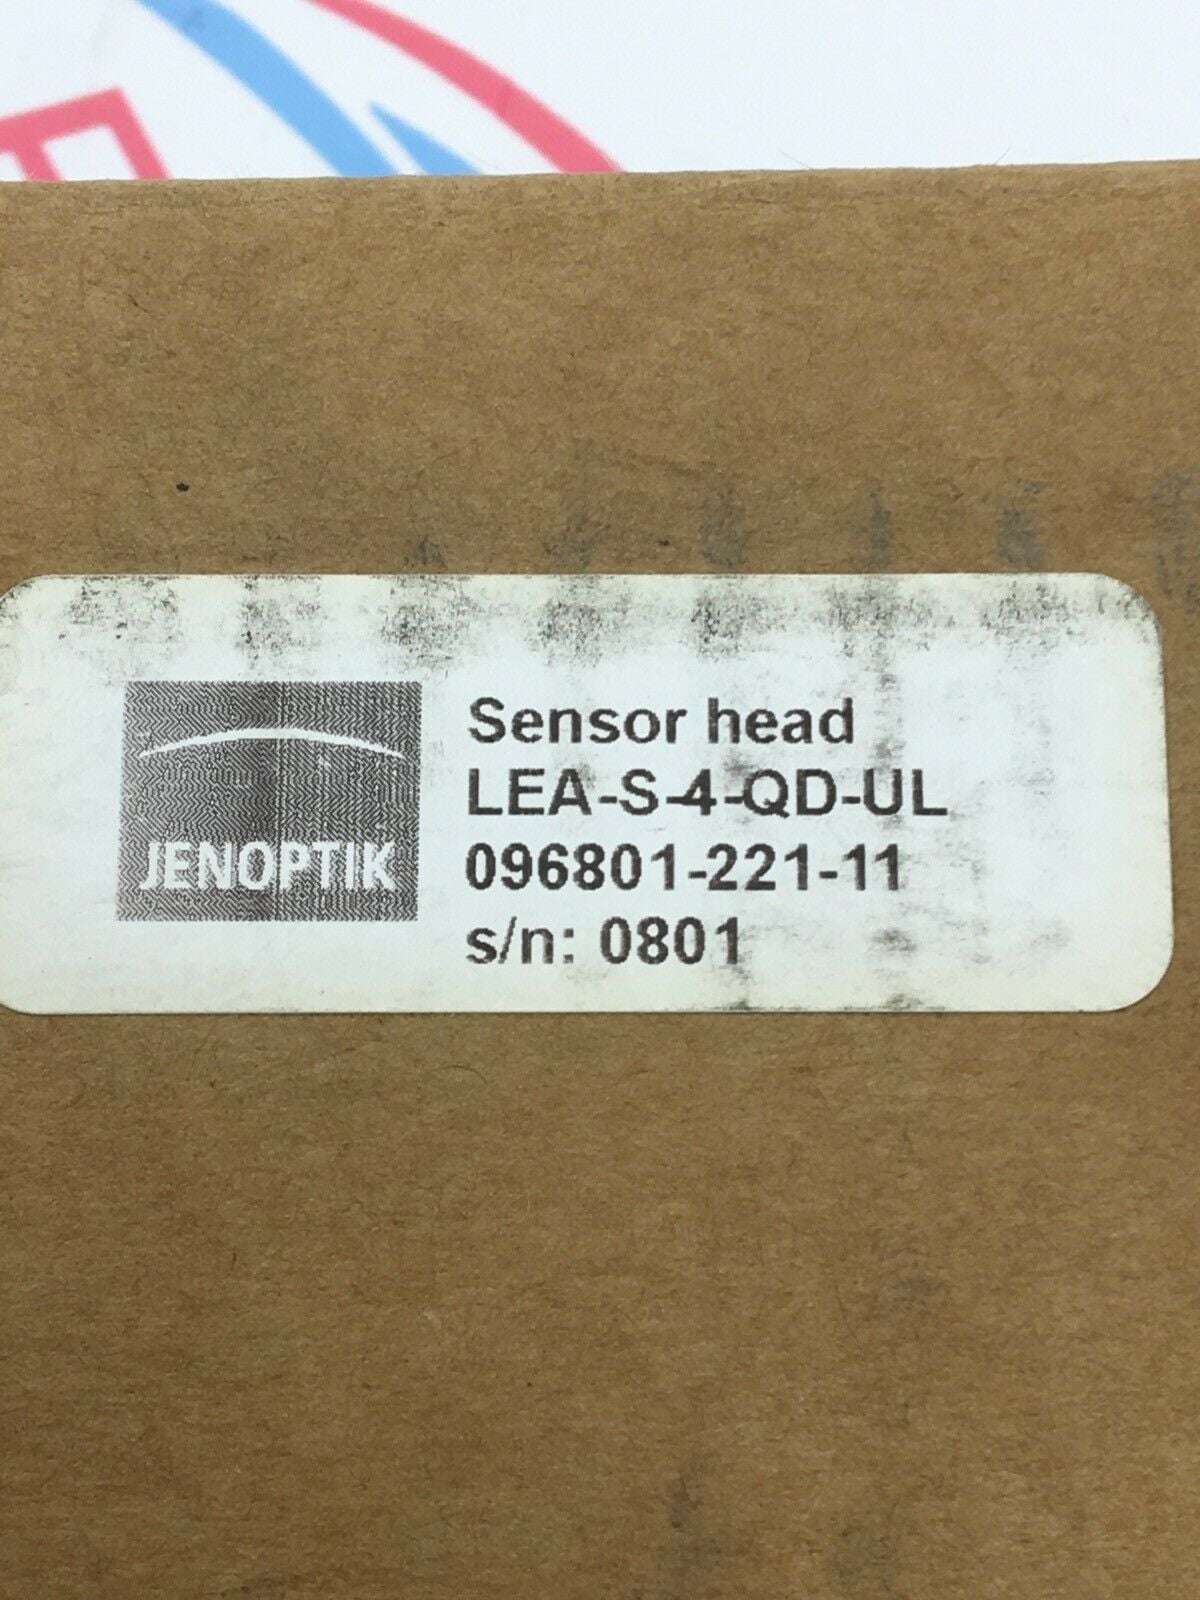 JENOPTIK
Sensor head
LEA-S-4-QD-UL
096801-221-11
s/n: 0801